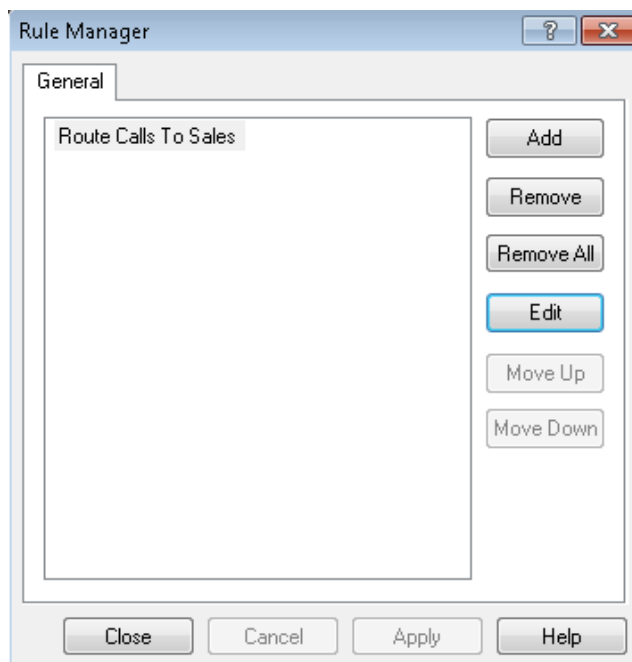 Rule Manager
General
Route Calls To Sales
Add
Remove
Remove All
Edit
Move Up
Move Down
Close
Cancel
Apply
Help